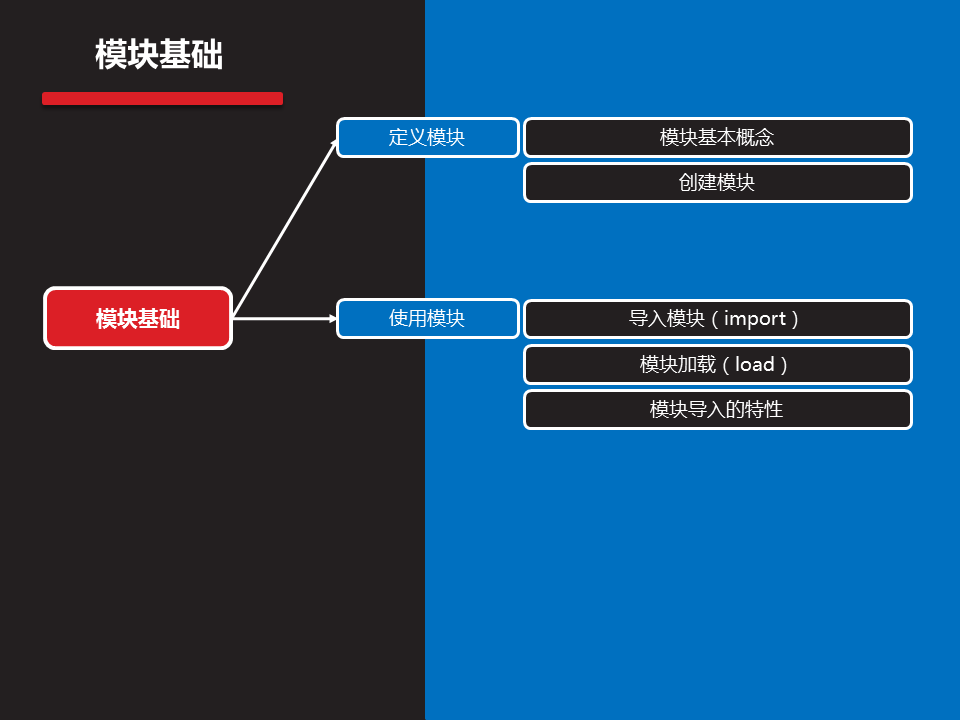 模块基础
定义模块
模块基本概念
创建模块
模块基础
使用模块
导入模块（import）
模块加载（load）
模块导入的特性